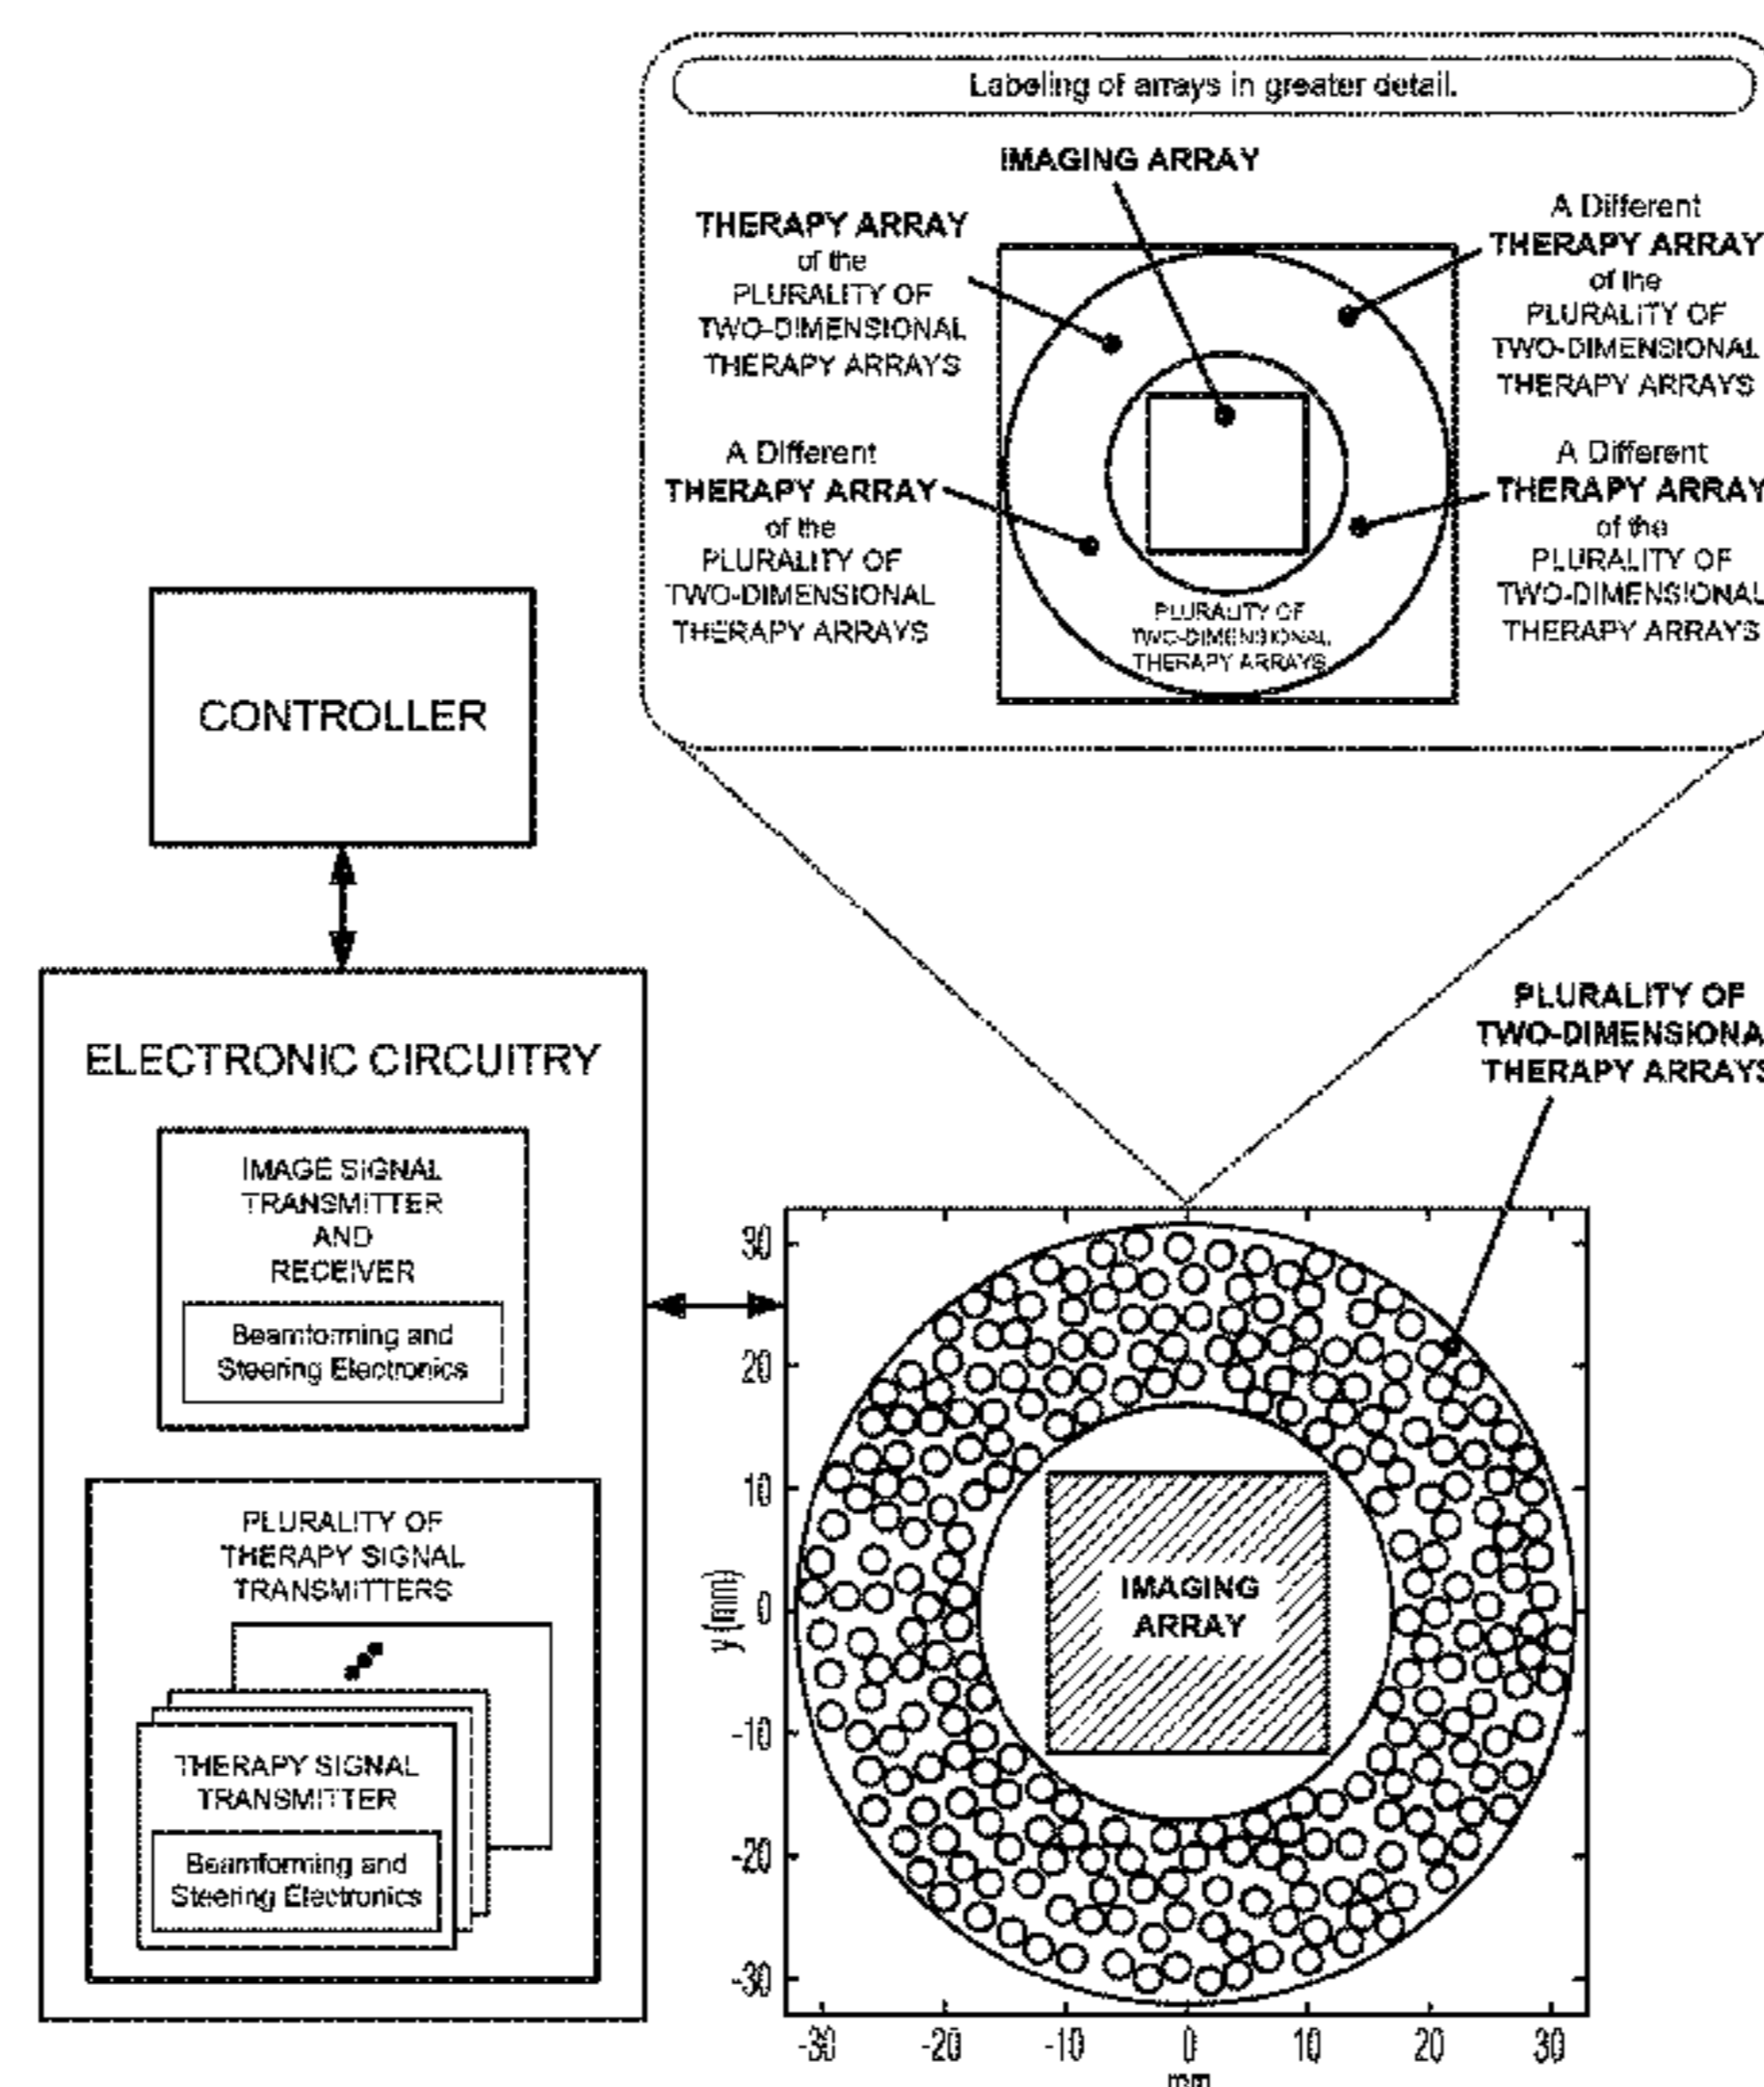 Labeling of arrays in greater detail.
IMAGING ARRAY
THERAPY ARRAY
of the
PLURALITY OF
TWO-DIMENSIONAL
THERAPY ARRAYS
A Different
THERAPY ARRAY
of the
PLURALITY OF
TWO-DIMENSIONAL
THERAPY ARRAYS
A Different
THERAPY ARRAY
of the
PLURALITY OF
TWO-DIMENSIONAL
THERAPY ARRAYS
A Different
THERAPY ARRAY
of the
PLURALITY OF
TWO-DIMENSIONAL
THERAPY ARRAYS
PLURALITY OF
TWO-DIMENSIONAL
THERAPY ARRAYS
CONTROLLER
ELECTRONIC CIRCUITRY
IMAGE SIGNAL
TRANSMITTER
AND
RECEIVER
Beamforming and
Steering Electronics
PLURALITY OF
THERAPY SIGNAL
TRANSMITTERS
THERAPY SIGNAL
TRANSMITTER
Beamforming and
Steering Electronics
PLURALITY OF
TWO-DIMENSIONA
THERAPY ARRAYS
IMAGING
ARRAY
y (mm)
30
20
10
0
-10
-20
-30
-30 -20 -10 0 10 20 30
mm